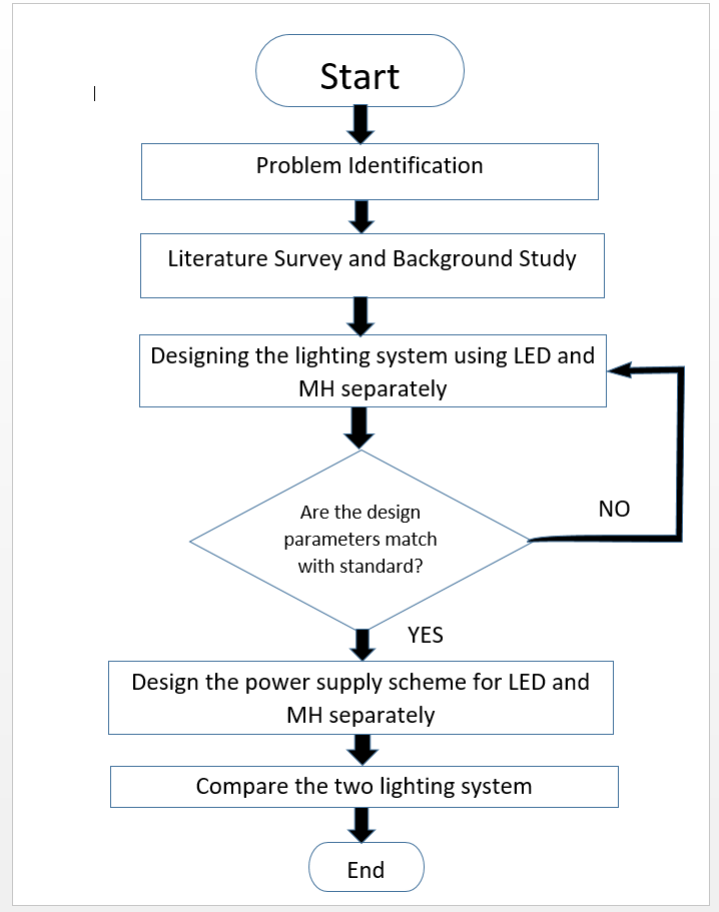 Start
Problem Identification
Literature Survey and Background Study
Designing the lighting system using LED and
MH separately
Are the design
parameters match
with standard?
NO
YES
Design the power supply scheme for LED and
MH separately
Compare the two lighting system
End